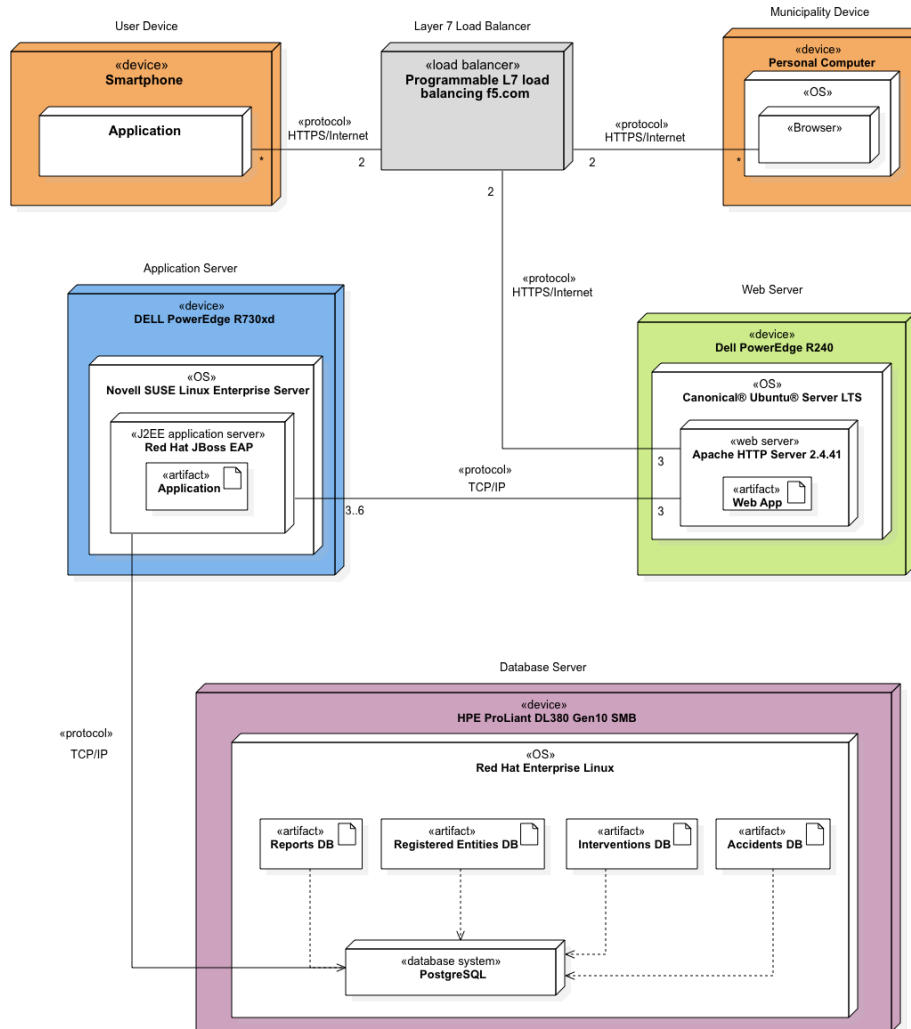 User Device
Layer 7 Load Balancer
Municipality Device
«device»
Smartphone
Application
«protocol»
HTTPS/Internet
*
2
«load balancer»
Programmable L7 load
balancing f5.com
2
«protocol»
HTTPS/Internet
2
*
«device»
Personal Computer
«OS»
«Browser»
«protocol»
HTTPS/Internet
Application Server
«device»
DELL PowerEdge R730xd
«OS»
Novell SUSE Linux Enterprise Server
«J2EE application server»
Red Hat JBoss EAP
«artifact»
Application
3..6
«protocol»
TCP/IP
3
3
Web Server
«device»
Dell PowerEdge R240
«OS»
Canonical® Ubuntu® Server LTS
«web server»
Apache HTTP Server 2.4.41
«artifact»
Web App
«protocol»
TCP/IP
Database Server
«device»
HPE ProLiant DL380 Gen10 SMB
«OS»
Red Hat Enterprise Linux
«artifact»
Reports DB
«artifact»
Registered Entities DB
«artifact»
Interventions DB
«artifact»
Accidents DB
«database system»
PostgreSQL